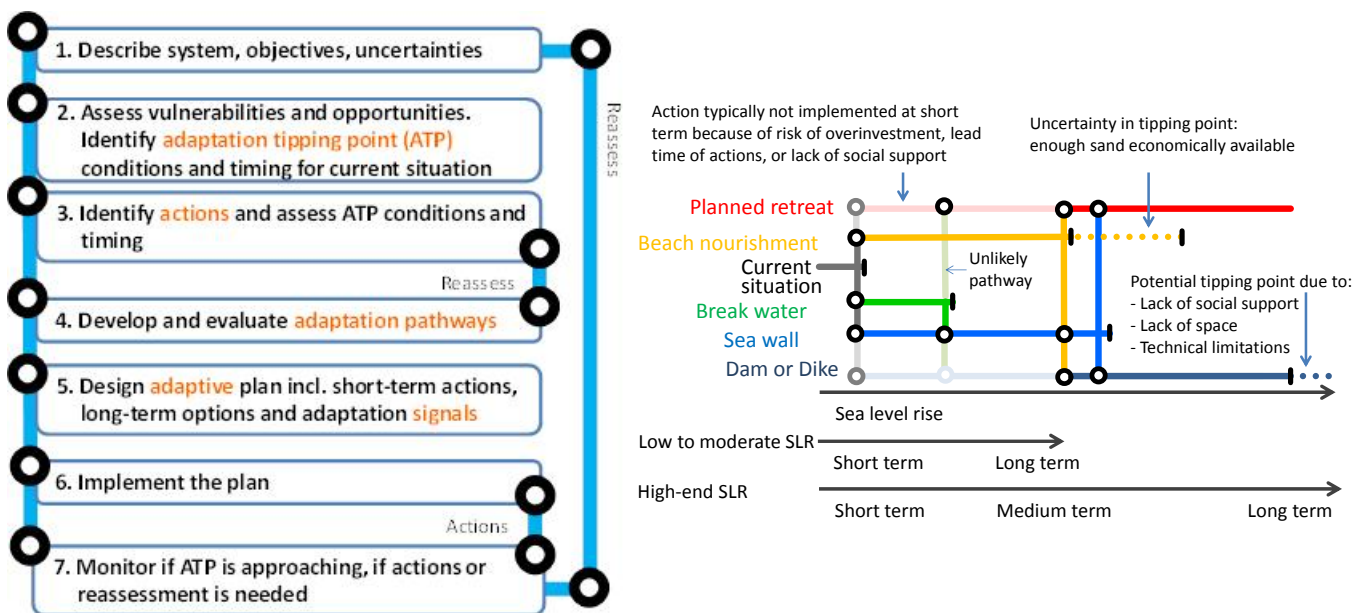 1. Describe system, objectives, uncertainties
2. Assess vulnerabilities and opportunities.
Identify adaptation tipping point (ATP)
conditions and timing for current situation
3. Identify actions and assess ATP conditions and
timing
Reassess
4. Develop and evaluate adaptation pathways
5. Design adaptive plan incl. short-term actions,
long-term options and adaptation signals
6. Implement the plan
Actions
7. Monitor if ATP is approaching, if actions or
reassessment is needed
Reassess
Action typically not implemented at short
term because of risk of overinvestment, lead
time of actions, or lack of social support
Uncertainty in tipping point:
enough sand economically available
Planned retreat
Beach nourishment
Current
situation
Unlikely
pathway
Break water
Sea wall
Dam or Dike
Potential tipping point due to:
- Lack of social support
- Lack of space
- Technical limitations
Sea level rise
Low to moderate SLR
Short term
Long term
High-end SLR
Short term
Medium term
Long term